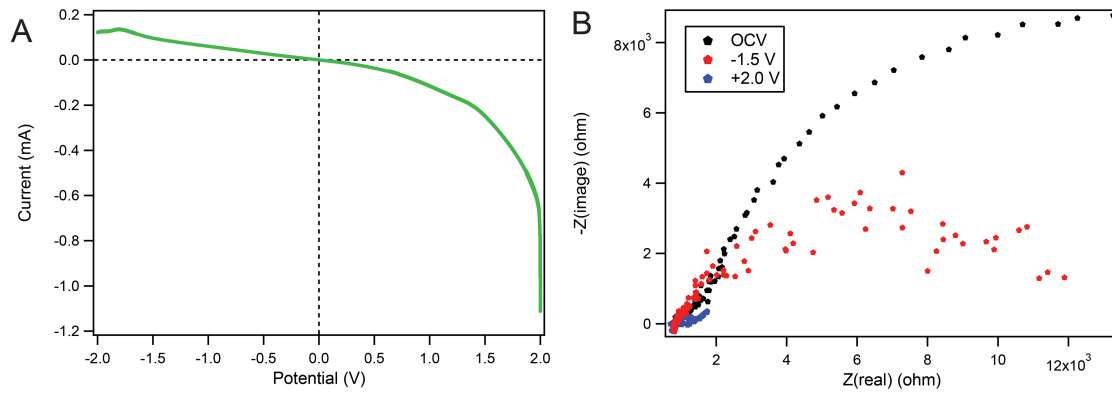 A
0.2
0.0
-0.2
-0.4
-0.6
-0.8
-1.0
-1.2
Current (mA)
-2.0 -1.5 -1.0 -0.5 0.0 0.5 1.0 1.5 2.0
Potential (V)
B
8x10³
6
4
2
0
-Z(image) (ohm)
OCV
-1.5 V
+2.0 V
2 4 6 8 10 12x10³
Z(real) (ohm)